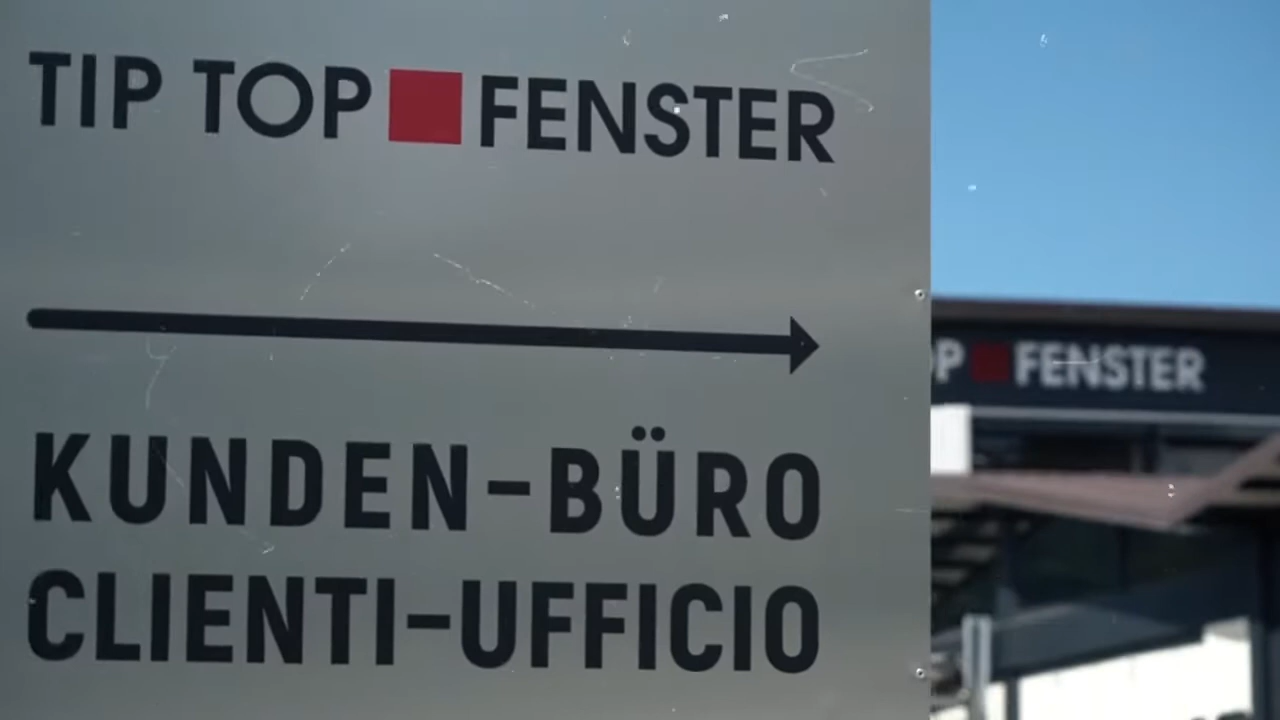 TIP TOP FENSTER
KUNDEN-BÜRO
CLIENTI-UFFICIO
OP FENSTER